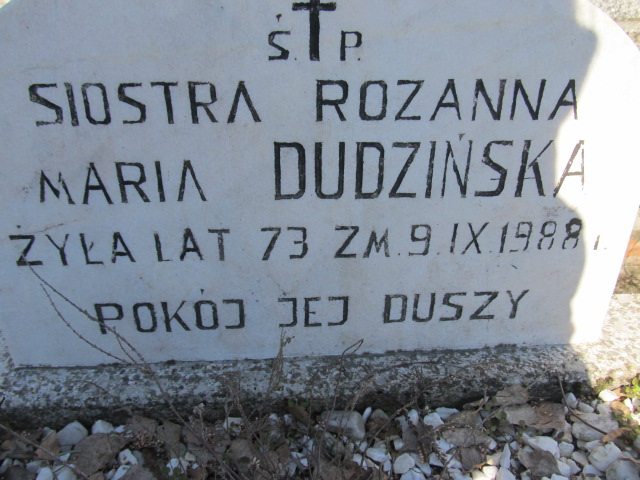 Ś.P.
SIOSTRA ROZANNA
MARIA DUDZIŃSKA
ŻYŁA LAT 73 ZM. 9.IX.1988 r.
POKÓJ JEJ DUSZY